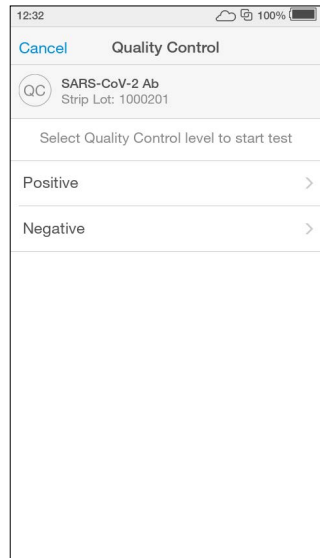 12:32 100%
Cancel Quality Control
QC SARS-CoV-2 Ab
Strip Lot: 1000201
Select Quality Control level to start test
Positive
Negative